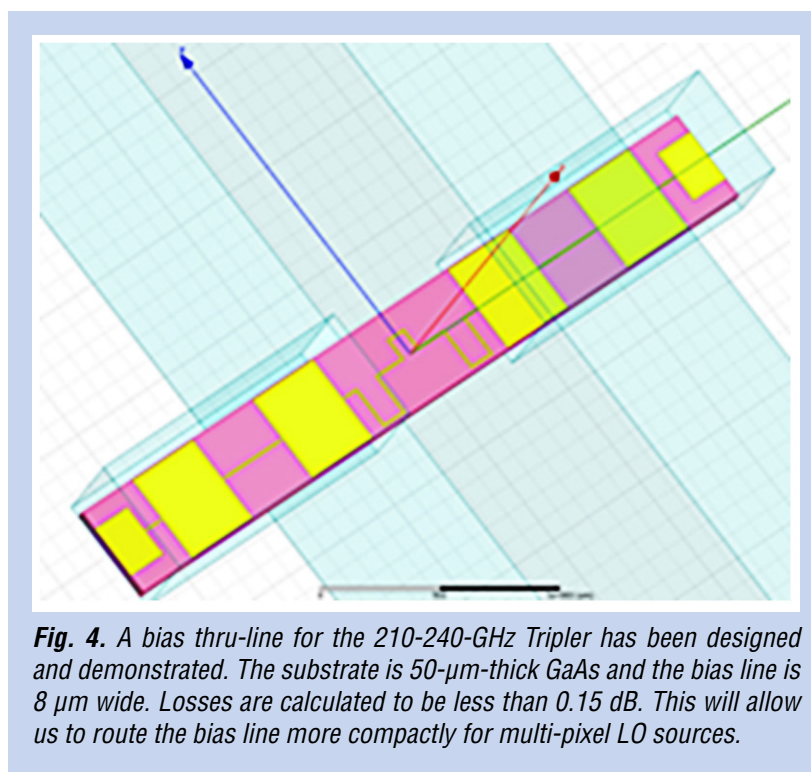 Fig. 4. A bias thru-line for the 210-240-GHz Tripler has been designed
and demonstrated. The substrate is 50-µm-thick GaAs and the bias line is
8 µm wide. Losses are calculated to be less than 0.15 dB. This will allow
us to route the bias line more compactly for multi-pixel LO sources.